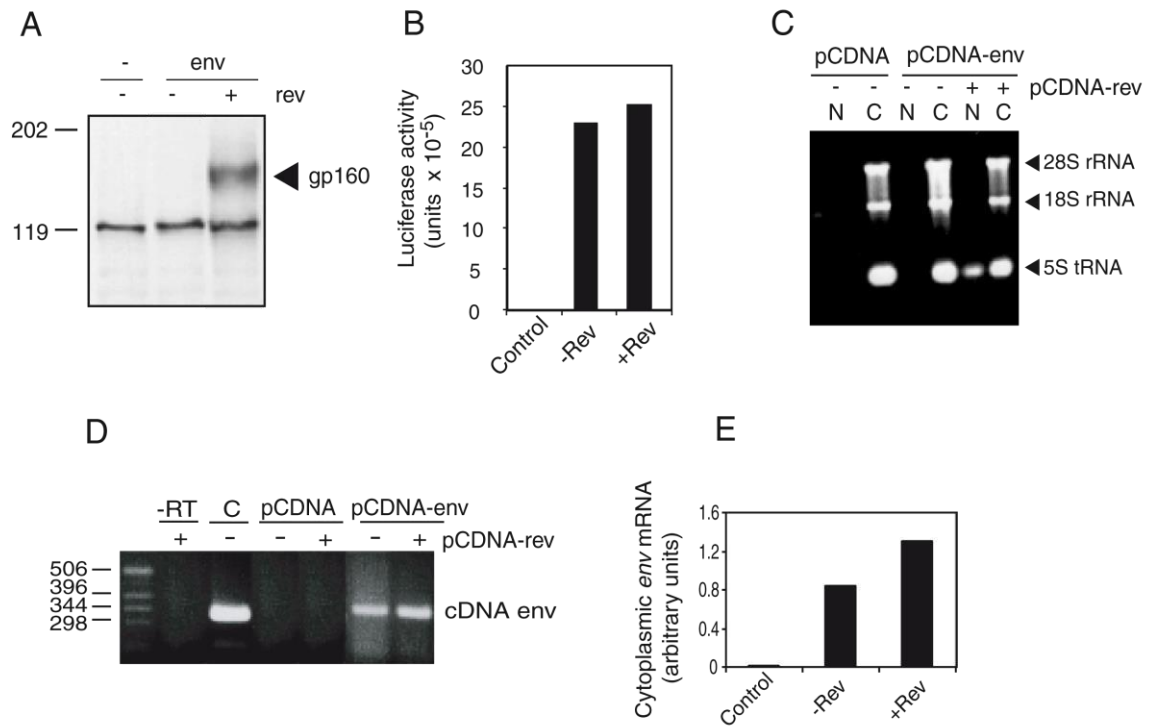 A
- env
- - + rev
202
gp160
119
B
Luciferase activity
(units x 10-5)
30
25
20
15
10
5
0
Control
-Rev
+Rev
C
pCDNA pCDNA-env
- - - - + + pCDNA-rev
N C N C N C
28S rRNA
18S rRNA
5S tRNA
D
-RT C pCDNA pCDNA-env
+ - - + - + pCDNA-rev
506
396
344
298
cDNA env
E
Cytoplasmic env mRNA
(arbitrary units)
1.6
1.2
0.8
0.4
0
Control
-Rev
+Rev